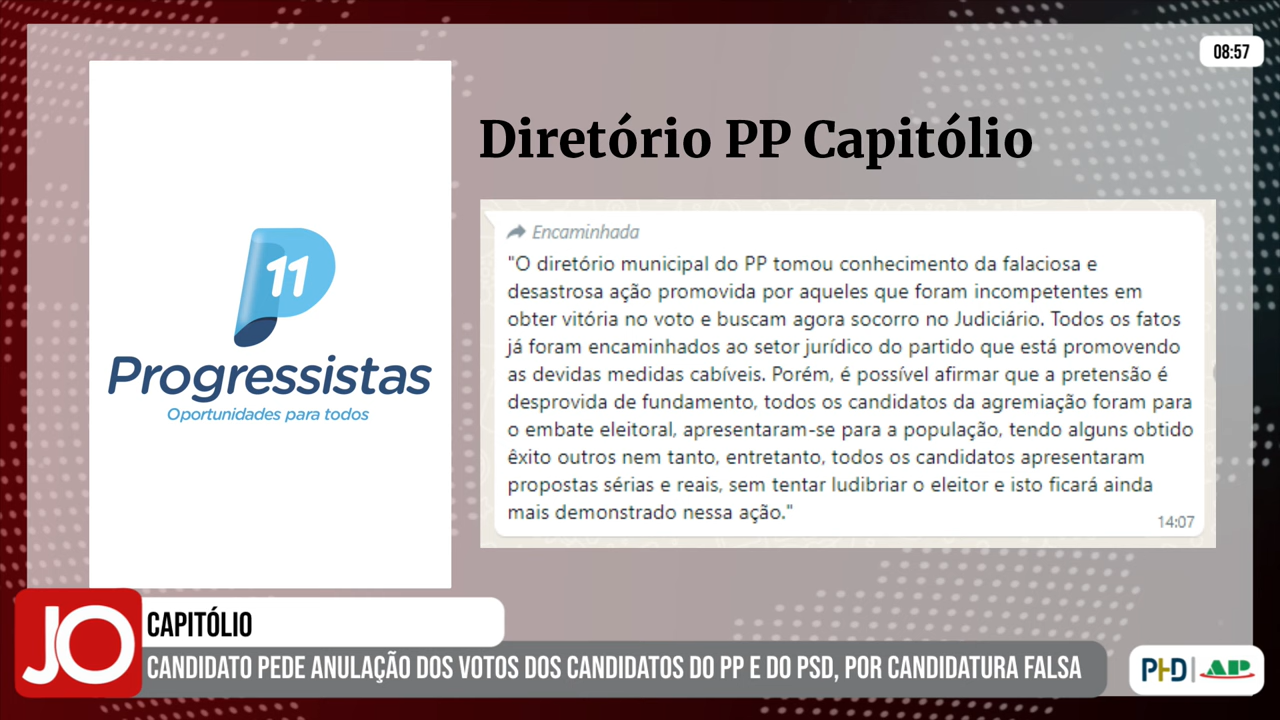 08:57
Diretório PP Capitólio
11
Progressistas
Oportunidades para todos
Encaminhada
"O diretório municipal do PP tomou conhecimento da falaciosa e
desastrosa ação promovida por aqueles que foram incompetentes em
obter vitória no voto e buscam agora socorro no Judiciário. Todos os fatos
já foram encaminhados ao setor jurídico do partido que está promovendo
as devidas medidas cabíveis. Porém, é possível afirmar que a pretensão é
desprovida de fundamento, todos os candidatos da agremiação foram para
o embate eleitoral, apresentaram-se para a população, tendo alguns obtido
êxito outros nem tanto, entretanto, todos os candidatos apresentaram
propostas sérias e reais, sem tentar ludibriar o eleitor e isto ficará ainda
mais demonstrado nessa ação."
14:07
JO
CAPITÓLIO
CANDIDATO PEDE ANULAÇÃO DOS VOTOS DOS CANDIDATOS DO PP E DO PSD, POR CANDIDATURA FALSA
PHD | AP